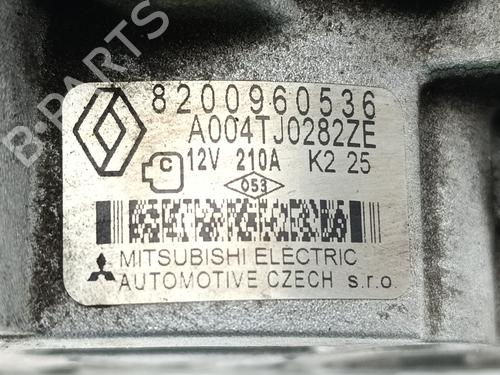 8200960536
A004TJ0282ZE
C 12V 210A K2 25
053
MITSUBISHI ELECTRIC
AUTOMOTIVE CZECH s.r.o.
B-PARTS